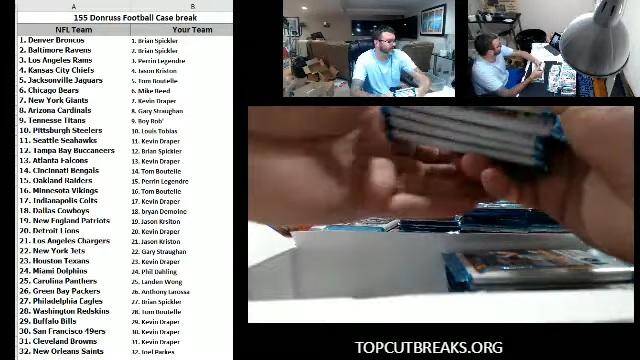 A B
155 Donruss Football Case break
NFL Team Your Team
1. Denver Broncos 1. Brian Spickler
2. Baltimore Ravens 2. Brian Spickler
3. Los Angeles Rams 3. Perrin Legendre
4. Kansas City Chiefs 4. Jason Kriston
5. Jacksonville Jaguars 5. Tom Boutelle
6. Chicago Bears 6. Mike Reed
7. New York Giants 7. Kevin Draper
8. Arizona Cardinals 8. Gary Straughan
9. Tennesse Titans 9. Boy Rob'
10. Pittsburgh Steelers 10. Louis Tobias
11. Seattle Seahawks 11. Kevin Draper
12. Tampa Bay Buccaneers 12. Brian Spickler
13. Atlanta Falcons 13. Kevin Draper
14. Cincinnati Bengals 14. Tom Boutelle
15. Oakland Raiders 15. Perrin Legendre
16. Minnesota Vikings 16. Tom Boutelle
17. Indianapolis Colts 17. Kevin Draper
18. Dallas Cowboys 18. bryan Demoine
19. New England Patriots 19. Jason Kriston
20. Detroit Lions 20. Kevin Draper
21. Los Angeles Chargers 21. Jason Kriston
22. New York Jets 22. Gary Straughan
23. Houston Texans 23. Kevin Draper
24. Miami Dolphins 24. Phil Dahling
25. Carolina Panthers 25. Landen Wong
26. Green Bay Packers 26. Anthony Larossa
27. Philadelphia Eagles 27. Brian Spickler
28. Washington Redskins 28. Tom Boutelle
29. Buffalo Bills 29. Kevin Draper
30. San Francisco 49ers 30. Kevin Draper
31. Cleveland Browns 31. Kevin Draper
32. New Orleans Saints 32. Joel Parkes
TOPCUTBREAKS.ORG